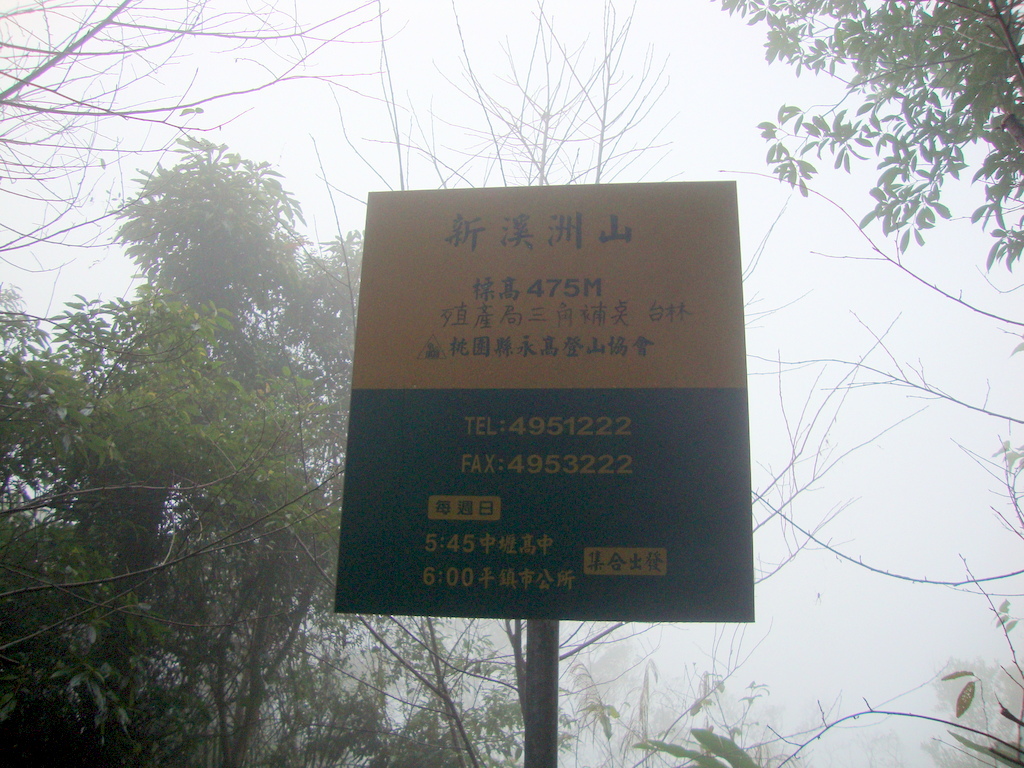 新溪洲山
標高475M
殖產局三角補點 台林
桃園縣永高登山協會
TEL:4951222
FAX:4953222
每週日
5:45中壢高中
6:00平鎮市公所
集合出發